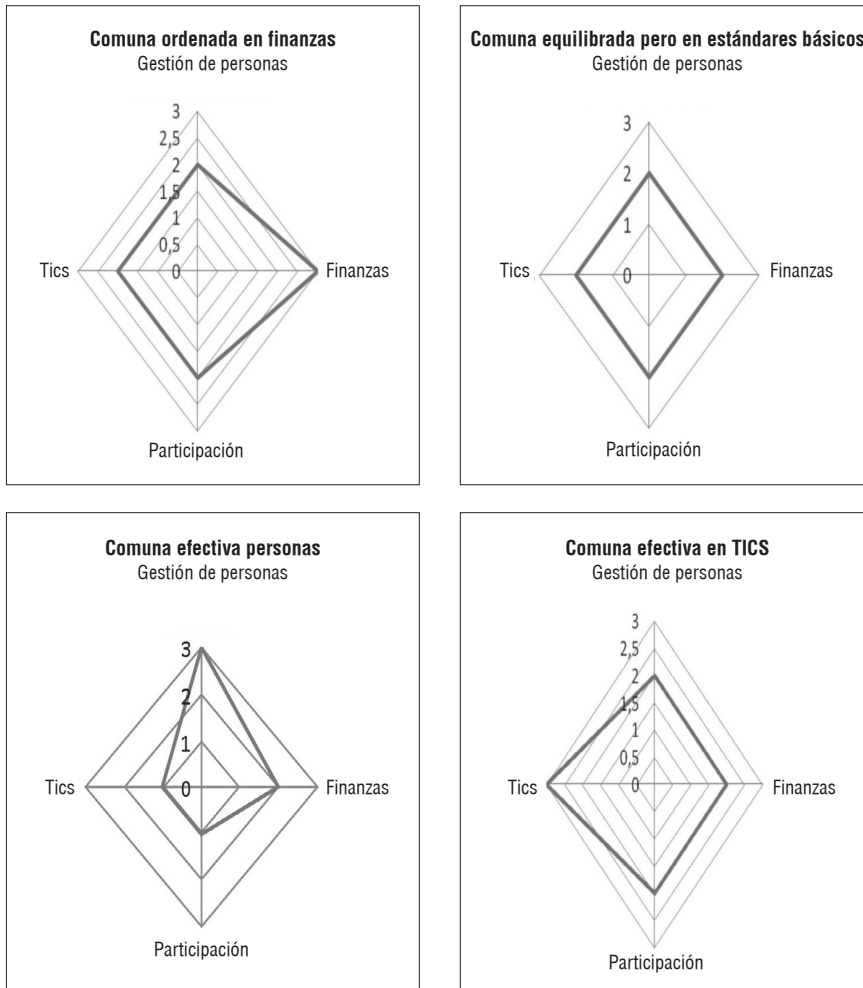 Comuna ordenada en finanzas
Gestión de personas
3
2,5
2
1,5
1
0,5
0
Tics
Finanzas
Participación
Comuna equilibrada pero en estándares básicos
Gestión de personas
3
2
1
0
Tics
Finanzas
Participación
Comuna efectiva personas
Gestión de personas
3
2
1
0
Tics
Finanzas
Participación
Comuna efectiva en TICS
Gestión de personas
3
2,5
2
1,5
1
0,5
0
Tics
Finanzas
Participación